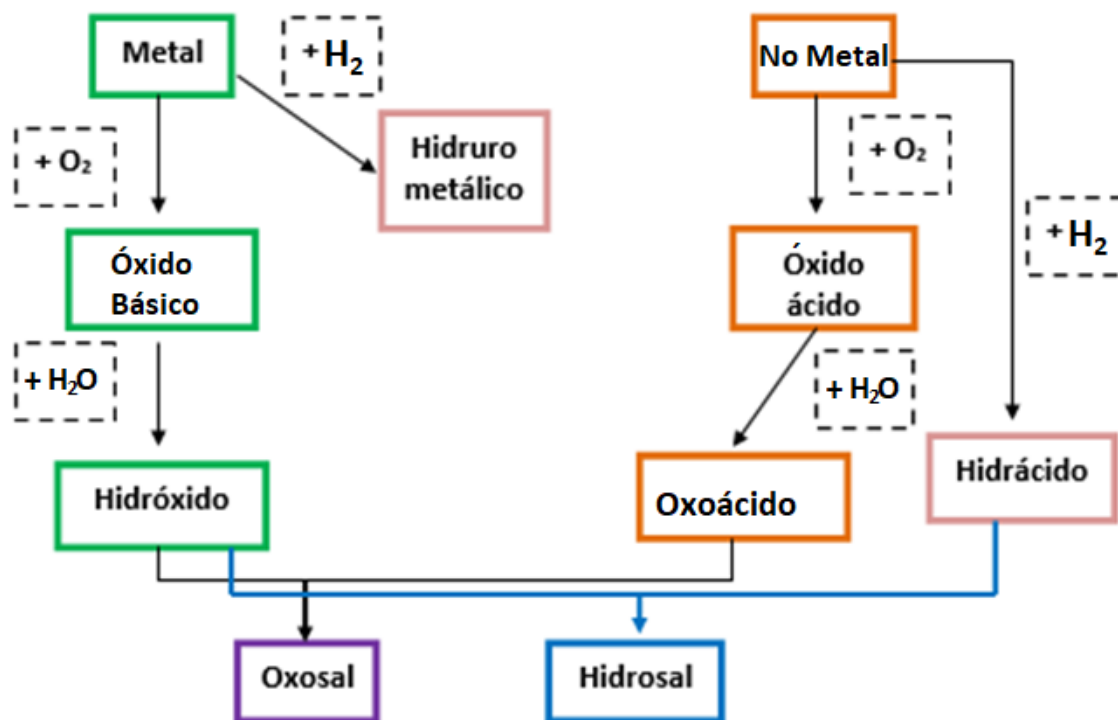 Metal
+ H₂
No Metal
+ O₂
Hidruro
metálico
+ O₂
+ H₂
Óxido
Básico
Óxido
ácido
+ H₂O
+ H₂O
Hidróxido
Oxoácido
Hidrácido
Oxosal
Hidrosal